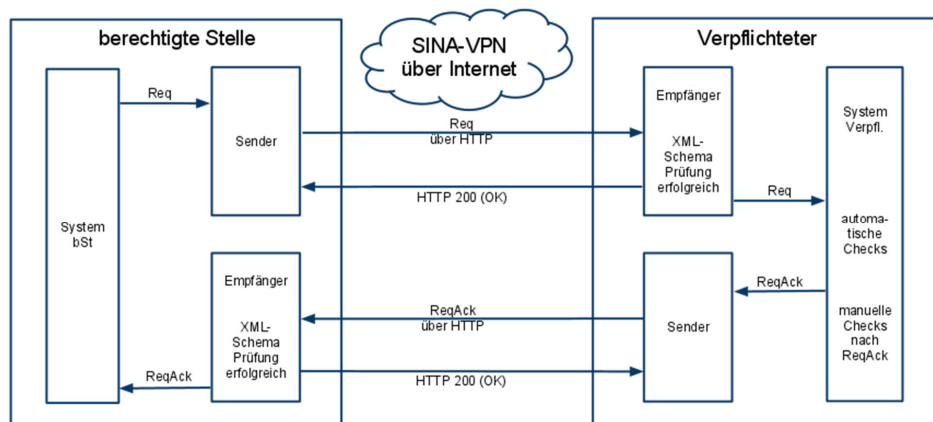 berechtigte Stelle
SINA-VPN
über Internet
Verpflichteter
System
bSt
Req
Sender
Req
über HTTP
HTTP 200 (OK)
Empfänger
XML-
Schema
Prüfung
erfolgreich
Req
System
Verpfl.
automa-
tische
Checks
manuelle
Checks
nach
ReqAck
ReqAck
Sender
ReqAck
über HTTP
HTTP 200 (OK)
Empfänger
XML-
Schema
Prüfung
erfolgreich
ReqAck